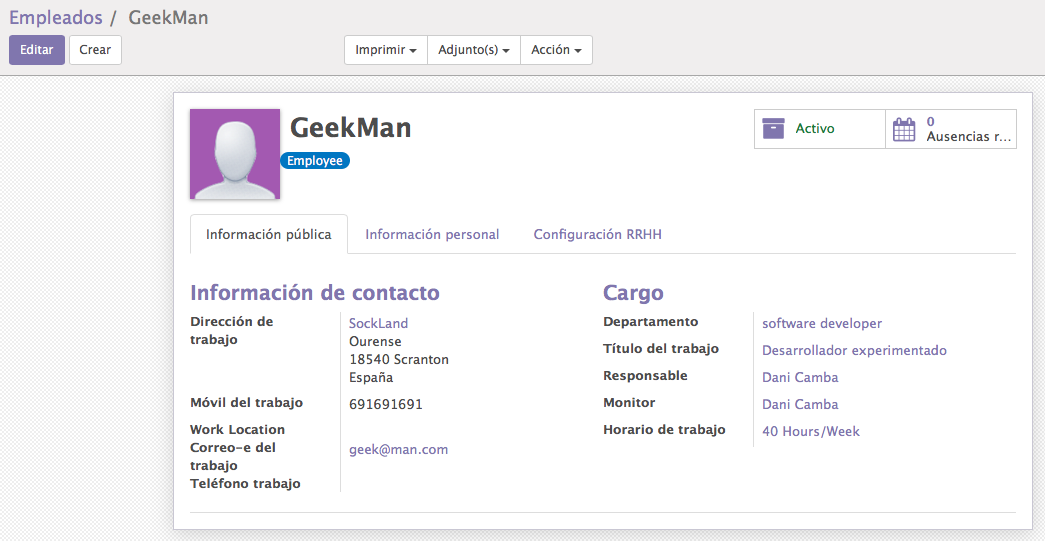 Empleados / GeekMan
Editar Crear Imprimir Adjunto(s) Acción
GeekMan
Employee
Activo
0
Ausencias r...
Información pública Información personal Configuración RRHH
Información de contacto
Dirección de
trabajo
SockLand
Ourense
18540 Scranton
España
Móvil del trabajo 691691691
Work Location
Correo-e del
trabajo
geek@man.com
Teléfono trabajo
Cargo
Departamento software developer
Título del trabajo Desarrollador experimentado
Responsable Dani Camba
Monitor Dani Camba
Horario de trabajo 40 Hours/Week